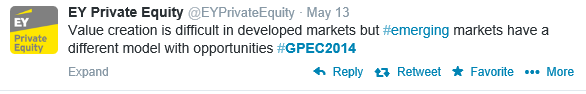 EY
Private
Equity
EY Private Equity @EYPrivateEquity · May 13
Value creation is difficult in developed markets but #emerging markets have a
different model with opportunities #GPEC2014
Expand Reply Retweet Favorite ••• More